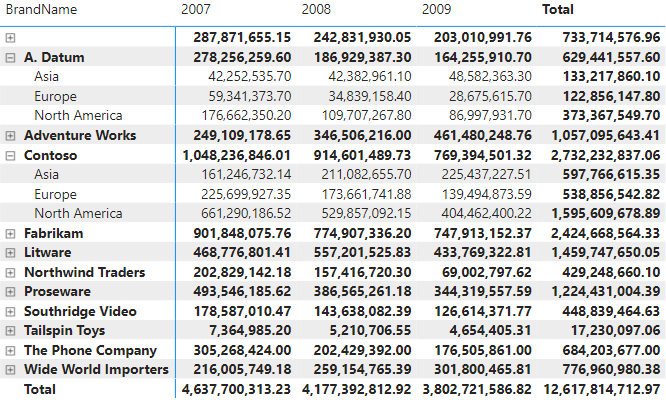 BrandName 2007 2008 2009 Total
287,871,655.15 242,831,930.05 203,010,991.76 733,714,576.96
A. Datum 278,256,259.60 186,929,387.30 164,255,910.70 629,441,557.60
Asia 42,252,535.70 42,382,961.10 48,582,363.30 133,217,860.10
Europe 59,341,373.70 34,839,158.40 28,675,615.70 122,856,147.80
North America 176,662,350.20 109,707,267.80 86,997,931.70 373,367,549.70
Adventure Works 249,109,178.65 346,506,216.00 461,480,248.76 1,057,095,643.41
Contoso 1,048,236,846.01 914,601,489.73 769,394,501.32 2,732,232,837.06
Asia 161,246,732.14 211,082,655.70 225,437,227.51 597,766,615.35
Europe 225,699,927.35 173,661,741.88 139,494,873.59 538,856,542.82
North America 661,290,186.52 529,857,092.15 404,462,400.22 1,595,609,678.89
Fabrikam 901,848,075.76 774,907,336.20 747,913,152.37 2,424,668,564.33
Litware 468,776,801.41 557,201,525.83 433,769,322.81 1,459,747,650.05
Northwind Traders 202,829,142.18 157,416,720.30 69,002,797.62 429,248,660.10
Proseware 493,546,185.62 386,565,261.18 344,319,557.59 1,224,431,004.39
Southridge Video 178,587,010.47 143,638,082.39 126,614,371.77 448,839,464.63
Tailspin Toys 7,364,985.20 5,210,706.55 4,654,405.31 17,230,097.06
The Phone Company 305,268,424.00 202,429,392.00 176,505,861.00 684,203,677.00
Wide World Importers 216,005,749.18 259,154,765.39 301,800,465.81 776,960,980.38
Total 4,637,700,313.23 4,177,392,812.92 3,802,721,586.82 12,617,814,712.97